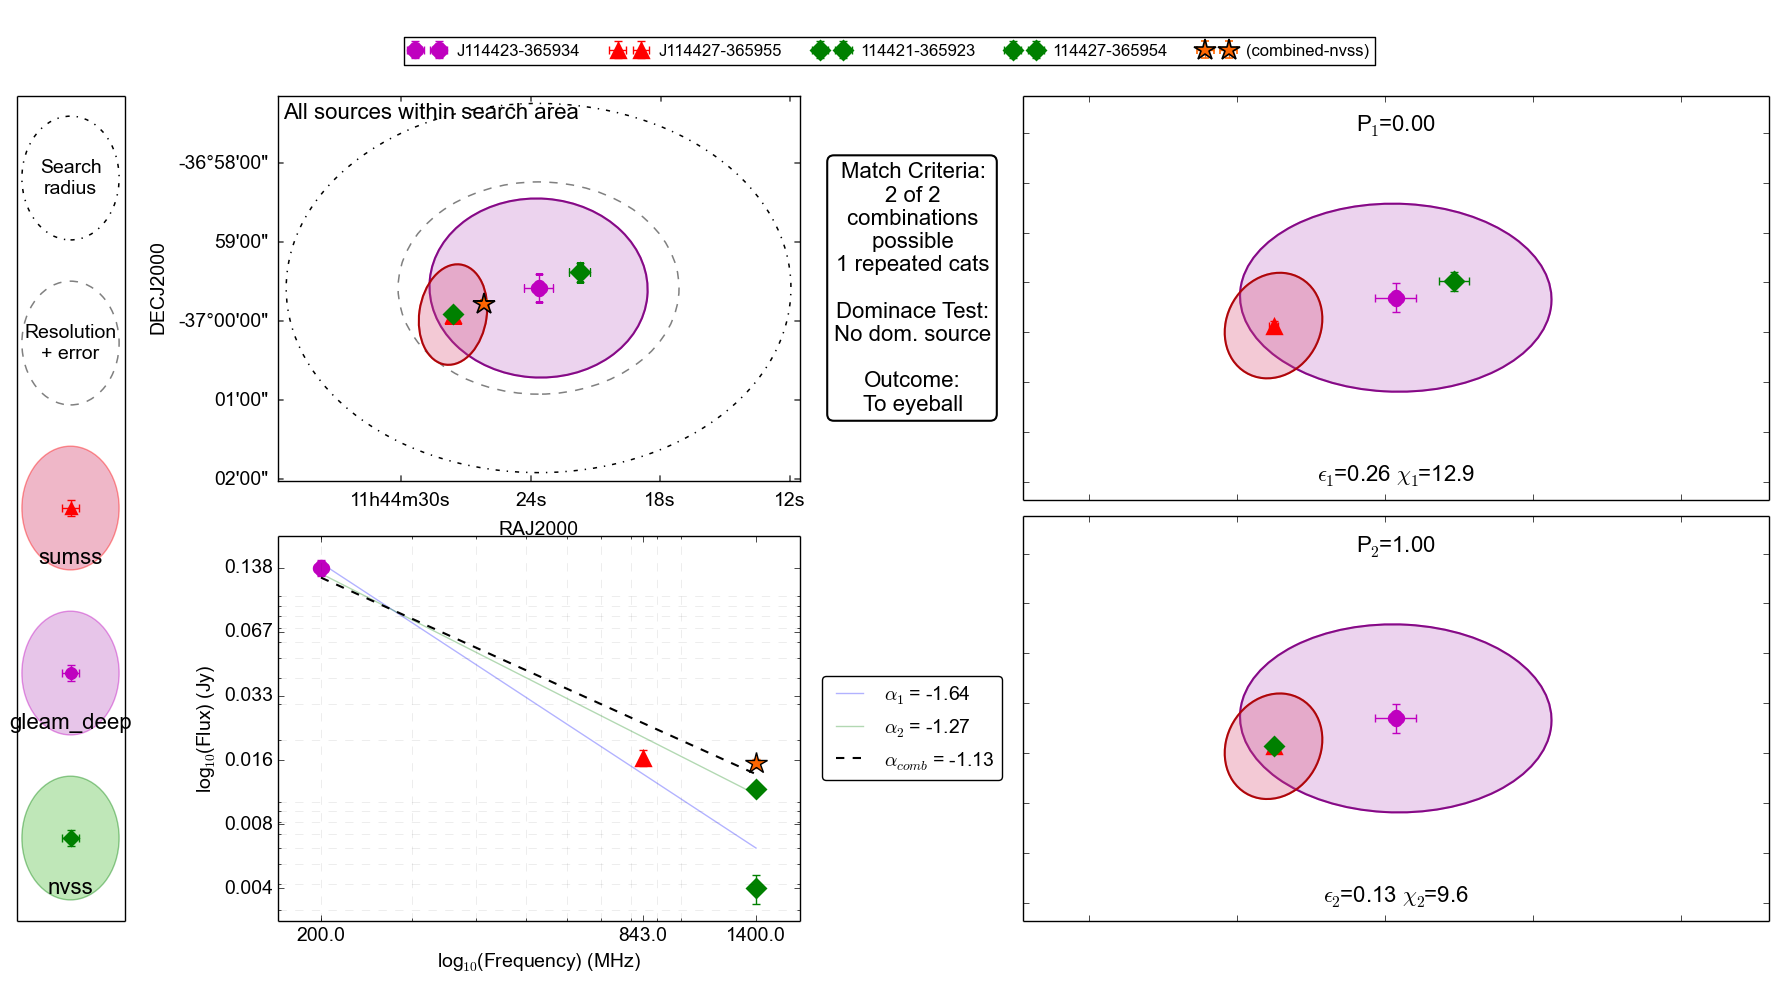 J114423-365934 J114427-365955 114421-365923 114427-365954 (combined-nvss)
Search
radius
Resolution
+ error
sumss
gleam_deep
nvss
All sources within search area
DECJ2000
-36°58'00"
59'00"
-37°00'00"
01'00"
02'00"
11h44m30s 24s 18s 12s
RAJ2000
Match Criteria:
2 of 2
combinations
possible
1 repeated cats
Dominace Test:
No dom. source
Outcome:
To eyeball
P₁=0.00
ϵ₁=0.26 χ₁=12.9
log₁₀(Flux) (Jy)
0.138
0.067
0.033
0.016
0.008
0.004
200.0 843.0 1400.0
log₁₀(Frequency) (MHz)
α₁ = -1.64
α₂ = -1.27
α_comb = -1.13
P₂=1.00
ϵ₂=0.13 χ₂=9.6